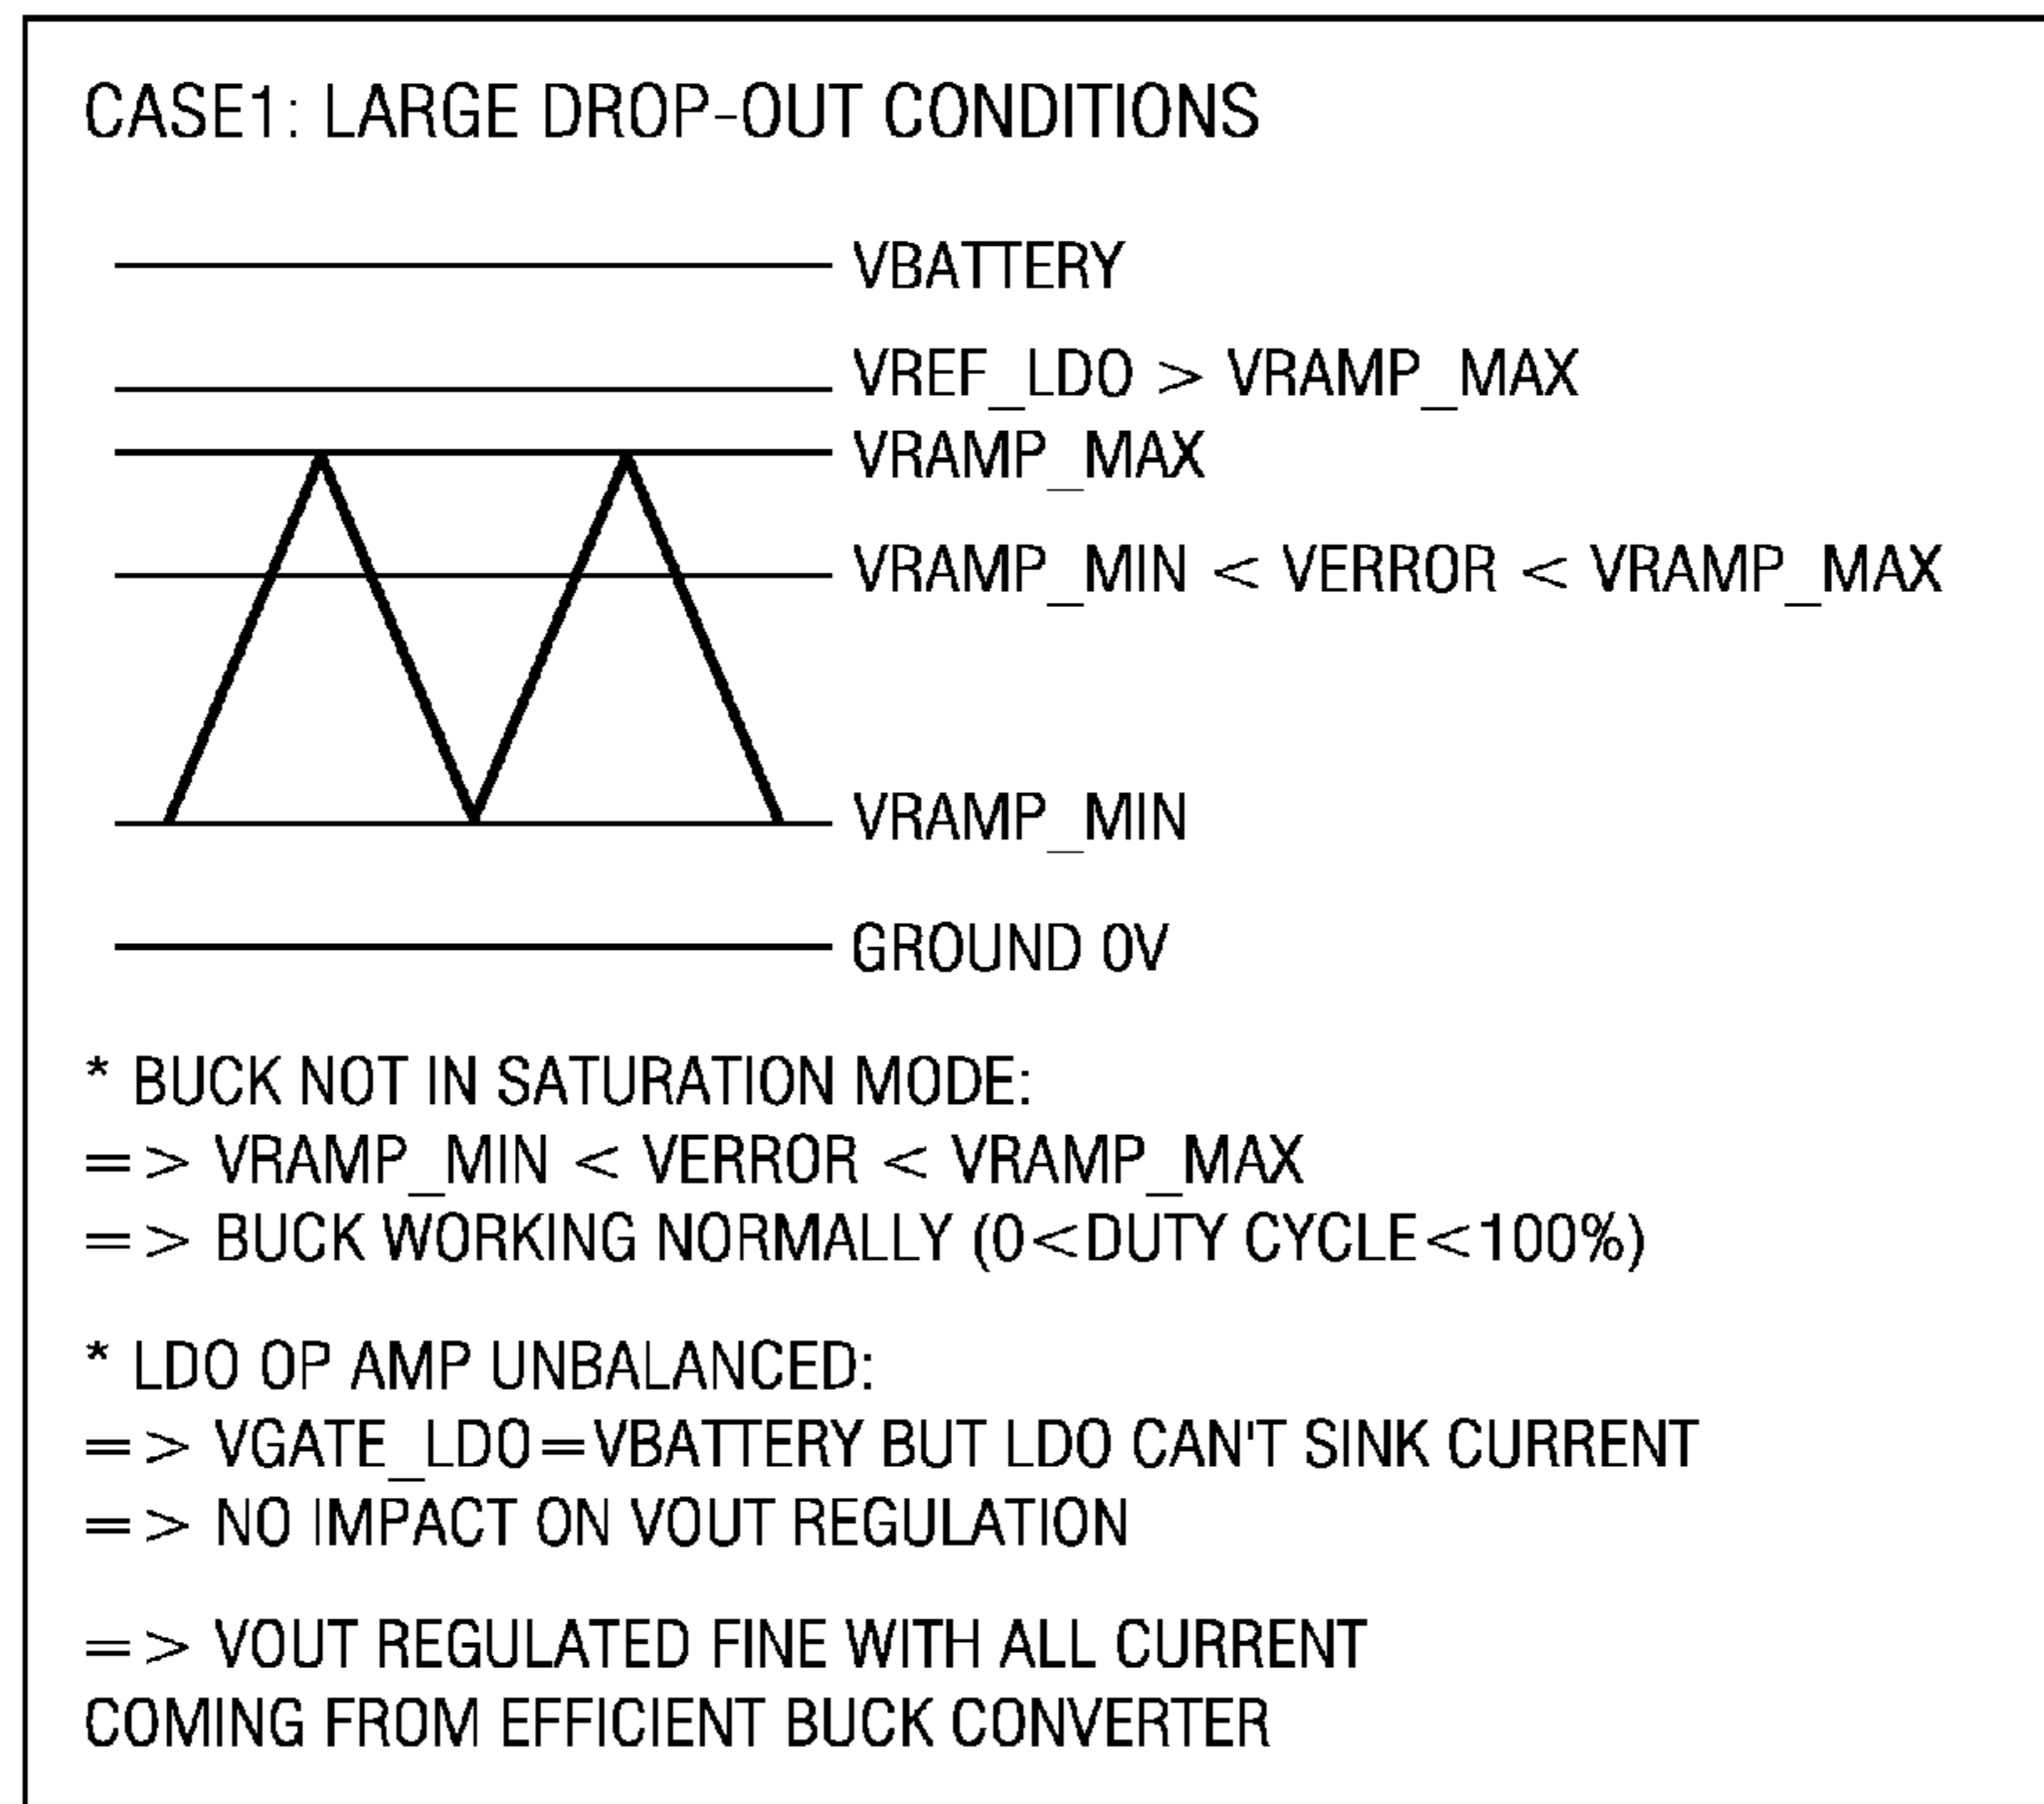 CASE1: LARGE DROP-OUT CONDITIONS
VBATTERY
VREF_LDO > VRAMP_MAX
VRAMP_MAX
VRAMP_MIN < VERROR < VRAMP_MAX
VRAMP_MIN
GROUND 0V
* BUCK NOT IN SATURATION MODE:
=> VRAMP_MIN < VERROR < VRAMP_MAX
=> BUCK WORKING NORMALLY (0<DUTY CYCLE<100%)
* LDO OP AMP UNBALANCED:
=> VGATE_LDO=VBATTERY BUT LDO CAN'T SINK CURRENT
=> NO IMPACT ON VOUT REGULATION
=> VOUT REGULATED FINE WITH ALL CURRENT
COMING FROM EFFICIENT BUCK CONVERTER